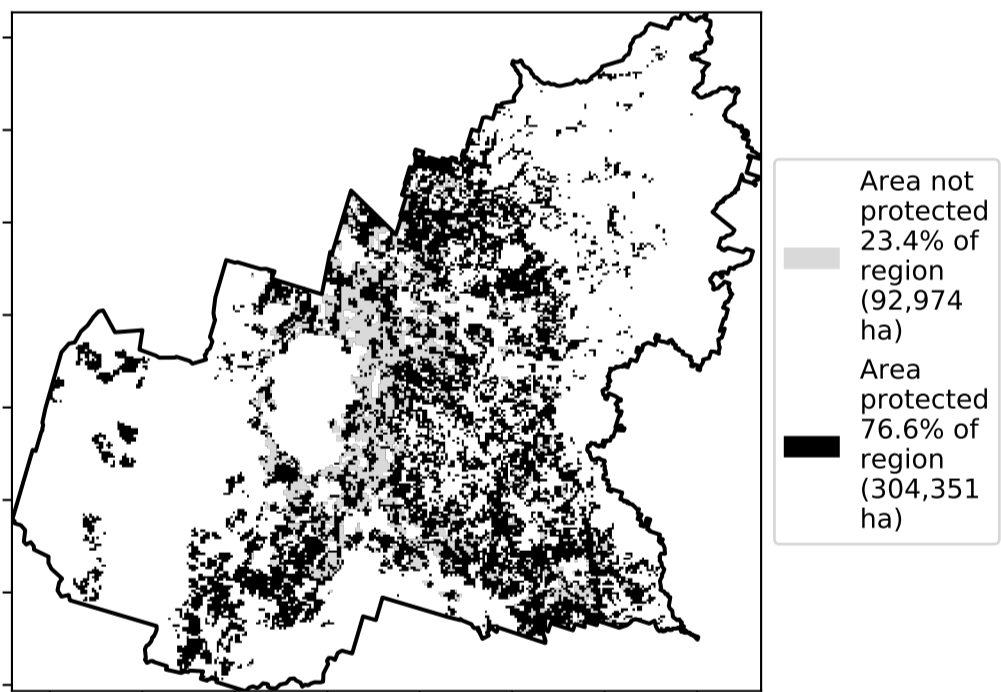 Area not
protected
23.4% of
region
(92,974
ha)
Area
protected
76.6% of
region
(304,351
ha)